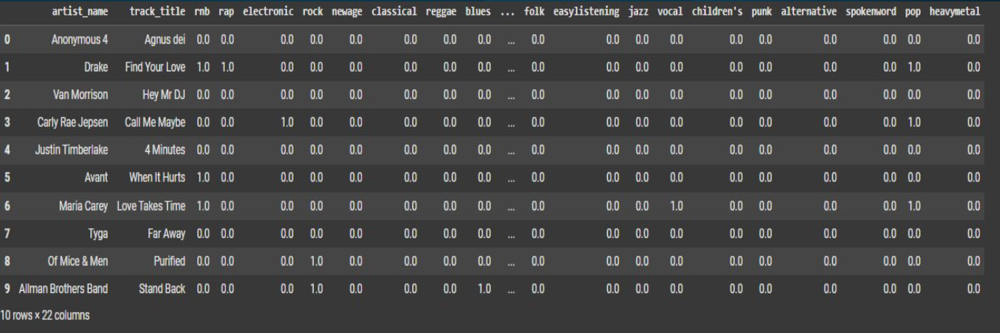 artist_name track_title rnb rap electronic rock newage classical reggae blues ... folk easylistening jazz vocal children's punk alternative spokenword pop heavymetal
0 Anonymous 4 Agnus dei 0.0 0.0 0.0 0.0 0.0 0.0 0.0 0.0 ... 0.0 0.0 0.0 0.0 0.0 0.0 0.0 0.0 0.0 0.0
1 Drake Find Your Love 1.0 1.0 0.0 0.0 0.0 0.0 0.0 0.0 ... 0.0 0.0 0.0 0.0 0.0 0.0 0.0 0.0 1.0 0.0
2 Van Morrison Hey Mr DJ 0.0 0.0 0.0 0.0 0.0 0.0 0.0 0.0 ... 0.0 0.0 0.0 0.0 0.0 0.0 0.0 0.0 0.0 0.0
3 Carly Rae Jepsen Call Me Maybe 0.0 0.0 1.0 0.0 0.0 0.0 0.0 0.0 ... 0.0 0.0 0.0 0.0 0.0 0.0 0.0 0.0 1.0 0.0
4 Justin Timberlake 4 Minutes 0.0 0.0 0.0 0.0 0.0 0.0 0.0 0.0 ... 0.0 0.0 0.0 0.0 0.0 0.0 0.0 0.0 0.0 0.0
5 Avant When It Hurts 1.0 0.0 0.0 0.0 0.0 0.0 0.0 0.0 ... 0.0 0.0 0.0 0.0 0.0 0.0 0.0 0.0 0.0 0.0
6 Maria Carey Love Takes Time 1.0 0.0 0.0 0.0 0.0 0.0 0.0 0.0 ... 0.0 0.0 0.0 1.0 0.0 0.0 0.0 0.0 1.0 0.0
7 Tyga Far Away 0.0 0.0 0.0 0.0 0.0 0.0 0.0 0.0 ... 0.0 0.0 0.0 0.0 0.0 0.0 0.0 0.0 0.0 0.0
8 Of Mice & Men Purified 0.0 0.0 0.0 1.0 0.0 0.0 0.0 0.0 ... 0.0 0.0 0.0 0.0 0.0 0.0 0.0 0.0 0.0 0.0
9 Allman Brothers Band Stand Back 0.0 0.0 0.0 1.0 0.0 0.0 0.0 1.0 ... 0.0 0.0 0.0 0.0 0.0 0.0 0.0 0.0 0.0 0.0
10 rows × 22 columns